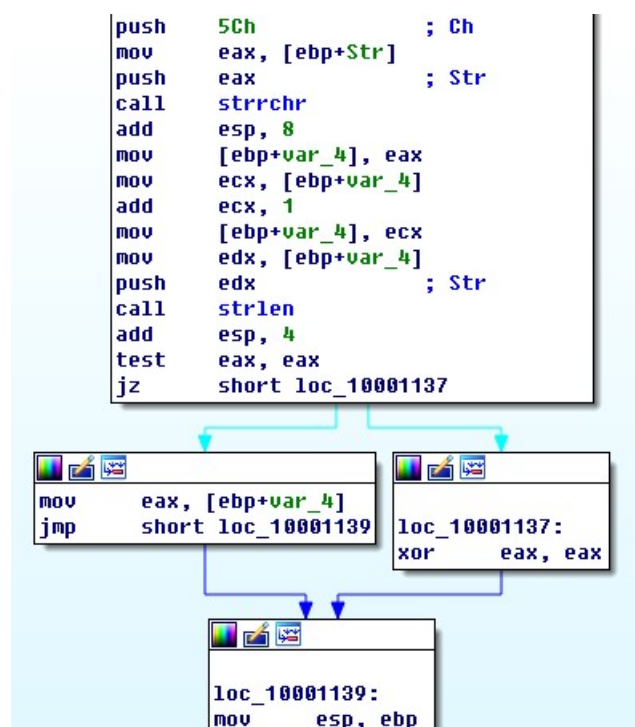 push 5Ch ; Ch
mov eax, [ebp+Str]
push eax ; Str
call strrchr
add esp, 8
mov [ebp+var_4], eax
mov ecx, [ebp+var_4]
add ecx, 1
mov [ebp+var_4], ecx
mov edx, [ebp+var_4]
push edx ; Str
call strlen
add esp, 4
test eax, eax
jz short loc_10001137
mov eax, [ebp+var_4]
jmp short loc_10001139
loc_10001137:
xor eax, eax
loc_10001139:
mov esp, ebp